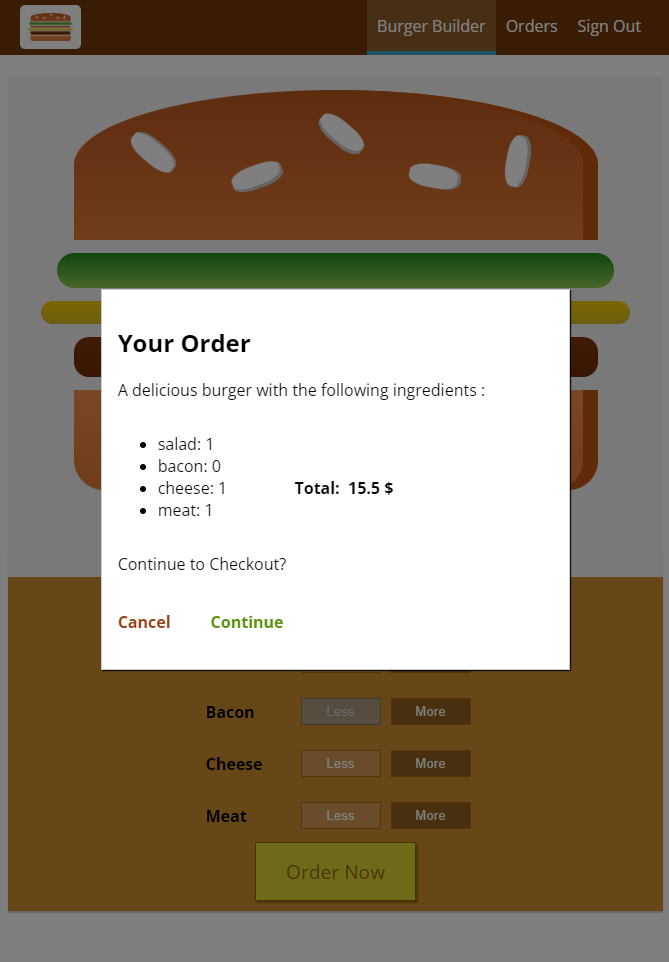 Burger Builder Orders Sign Out
Your Order
A delicious burger with the following ingredients :
salad: 1
bacon: 0
cheese: 1
Total: 15.5 $
meat: 1
Continue to Checkout?
Cancel Continue
Bacon Less More
Cheese Less More
Meat Less More
Order Now